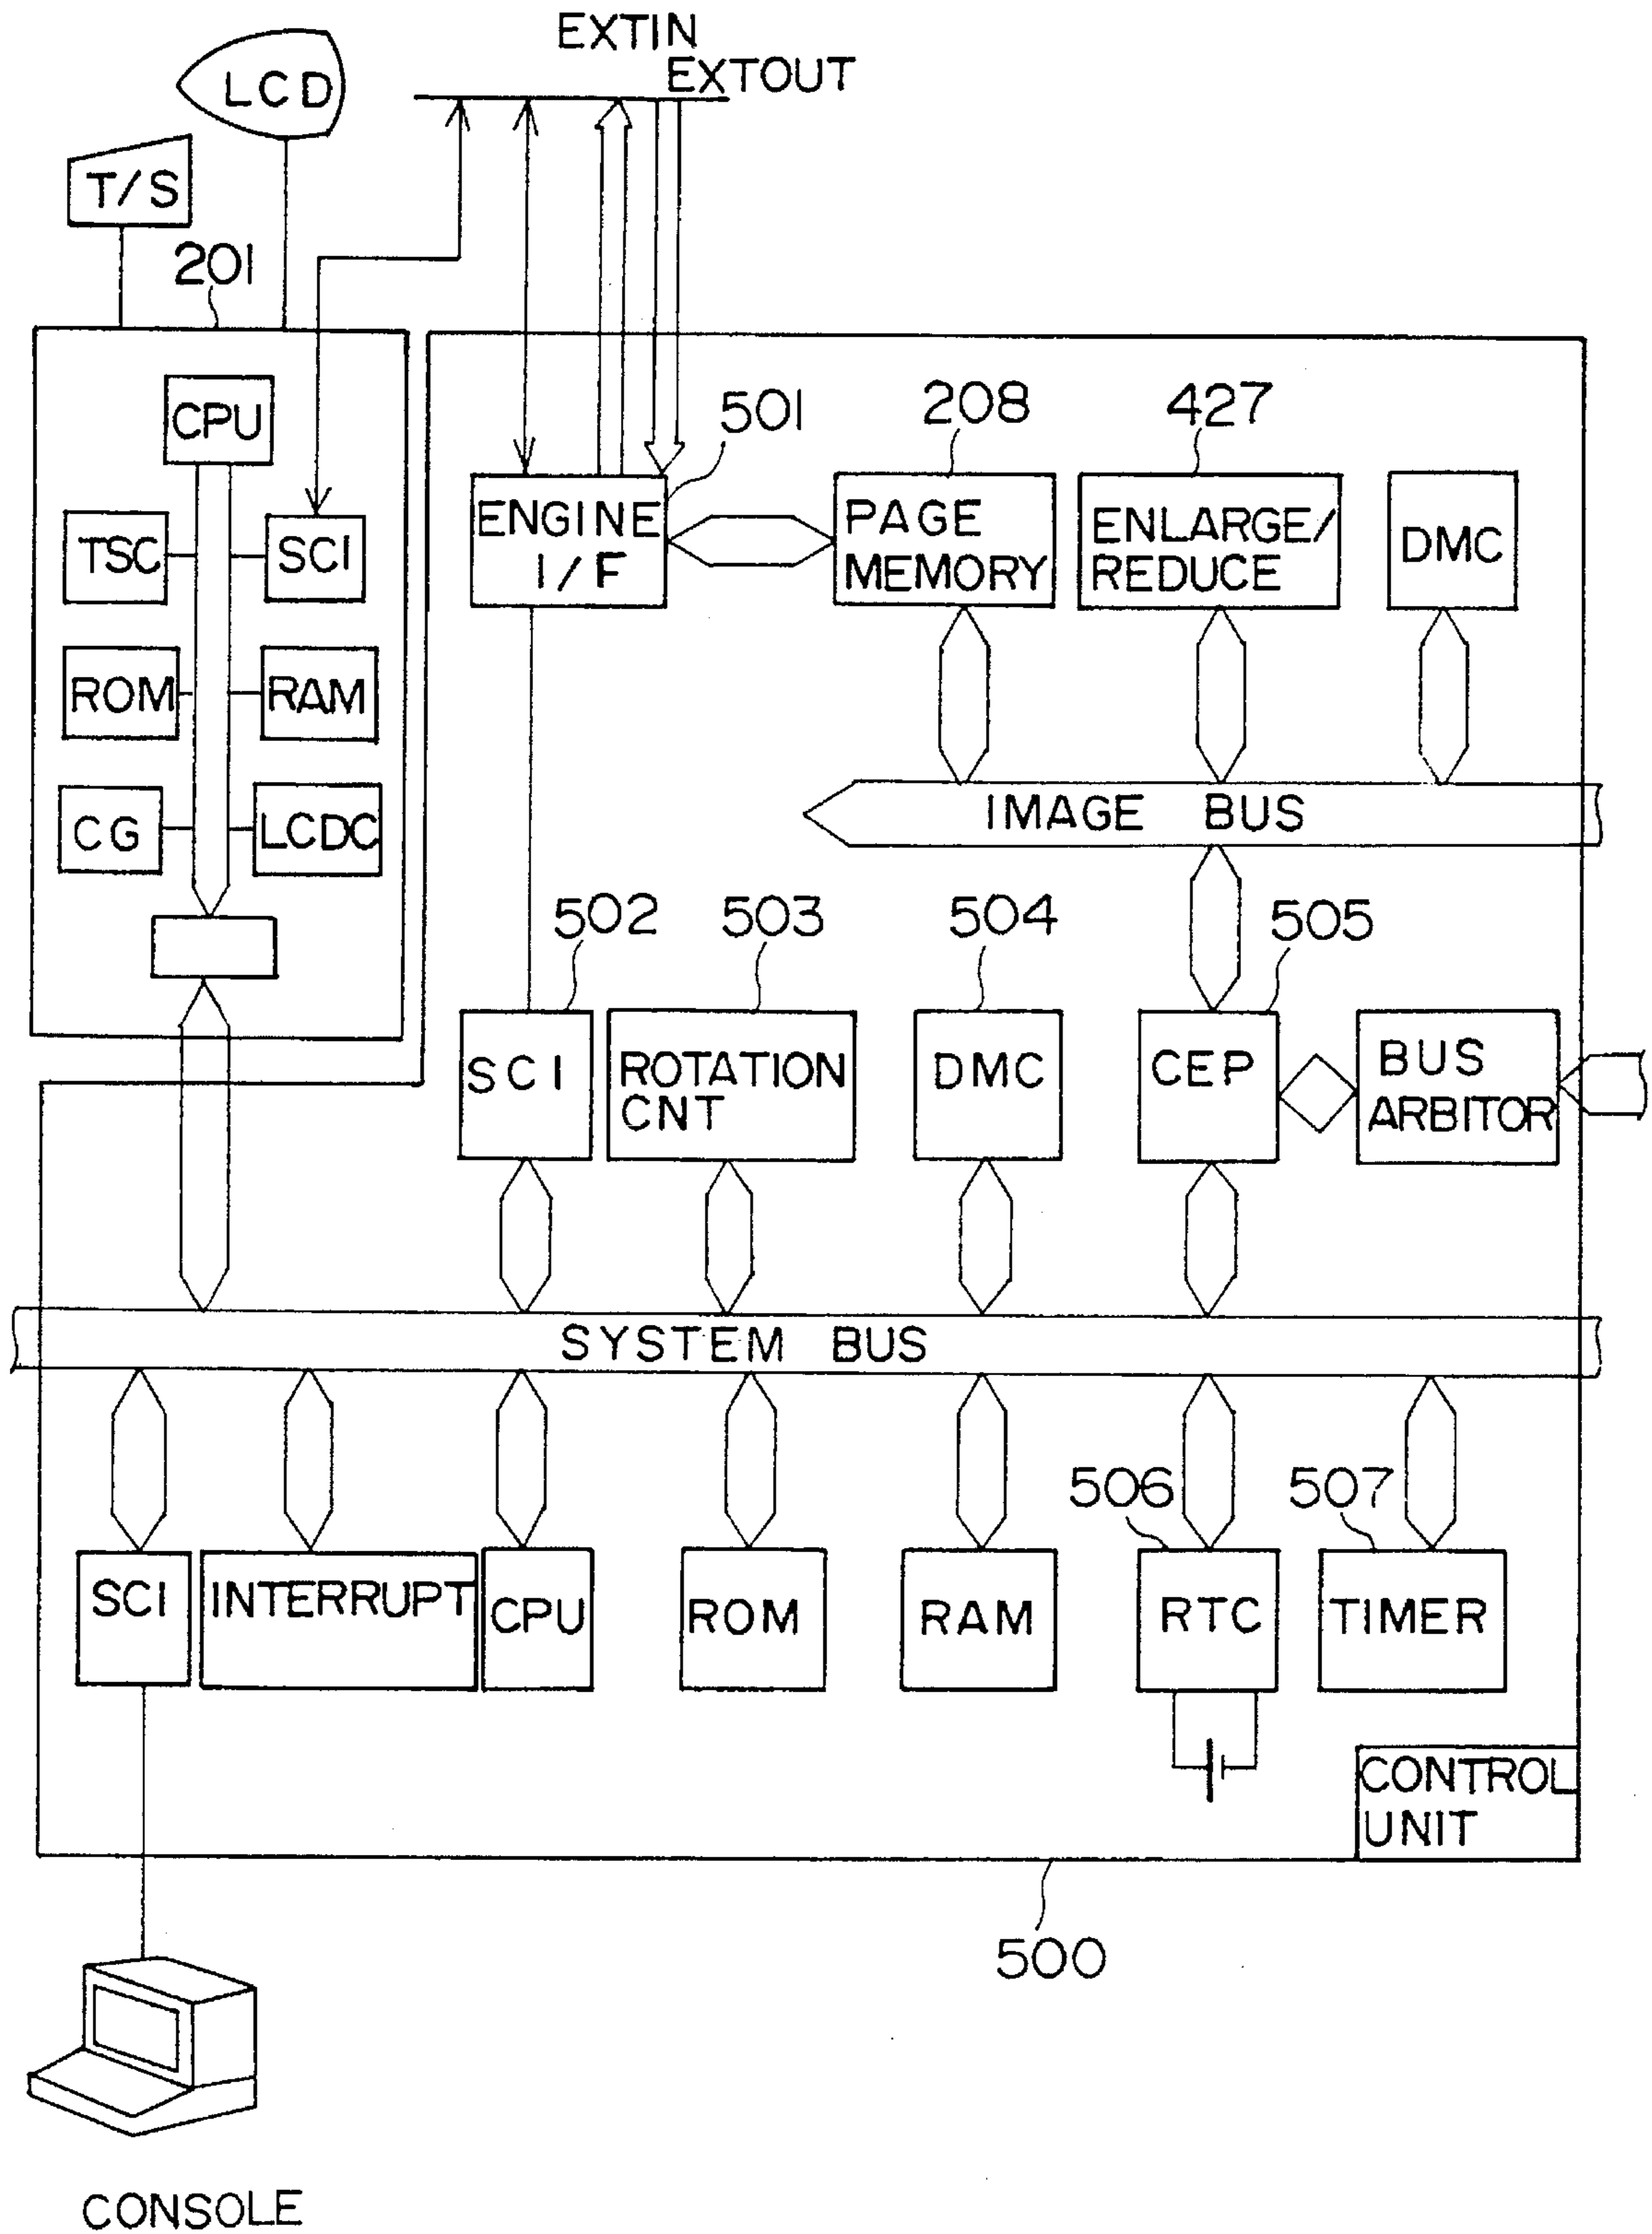 EXTIN
EXTOUT
LCD
T/S
201
CPU
TSC
SCI
ROM
RAM
CG
LCDC
501
208
427
ENGINE
I/F
PAGE
MEMORY
ENLARGE/
REDUCE
DMC
IMAGE BUS
502
503
504
505
SCI
ROTATION
CNT
DMC
CEP
BUS
ARBITOR
SYSTEM BUS
506
507
SCI
INTERRUPT
CPU
ROM
RAM
RTC
TIMER
CONTROL
UNIT
500
CONSOLE